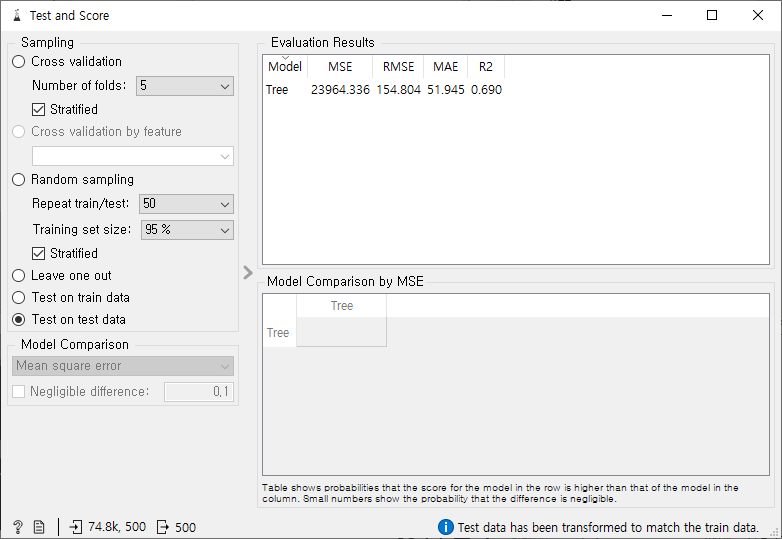 Test and Score
Sampling
Cross validation
Number of folds: 5
Stratified
Cross validation by feature
Random sampling
Repeat train/test: 50
Training set size: 95 %
Stratified
Leave one out
Test on train data
Test on test data
Model Comparison
Mean square error
Negligible difference: 0,1
Evaluation Results
Model MSE RMSE MAE R2
Tree 23964.336 154.804 51.945 0.690
Model Comparison by MSE
Tree
Tree
Table shows probabilities that the score for the model in the row is higher than that of the model in the
column. Small numbers show the probability that the difference is negligible.
? 74.8k, 500 500
Test data has been transformed to match the train data.